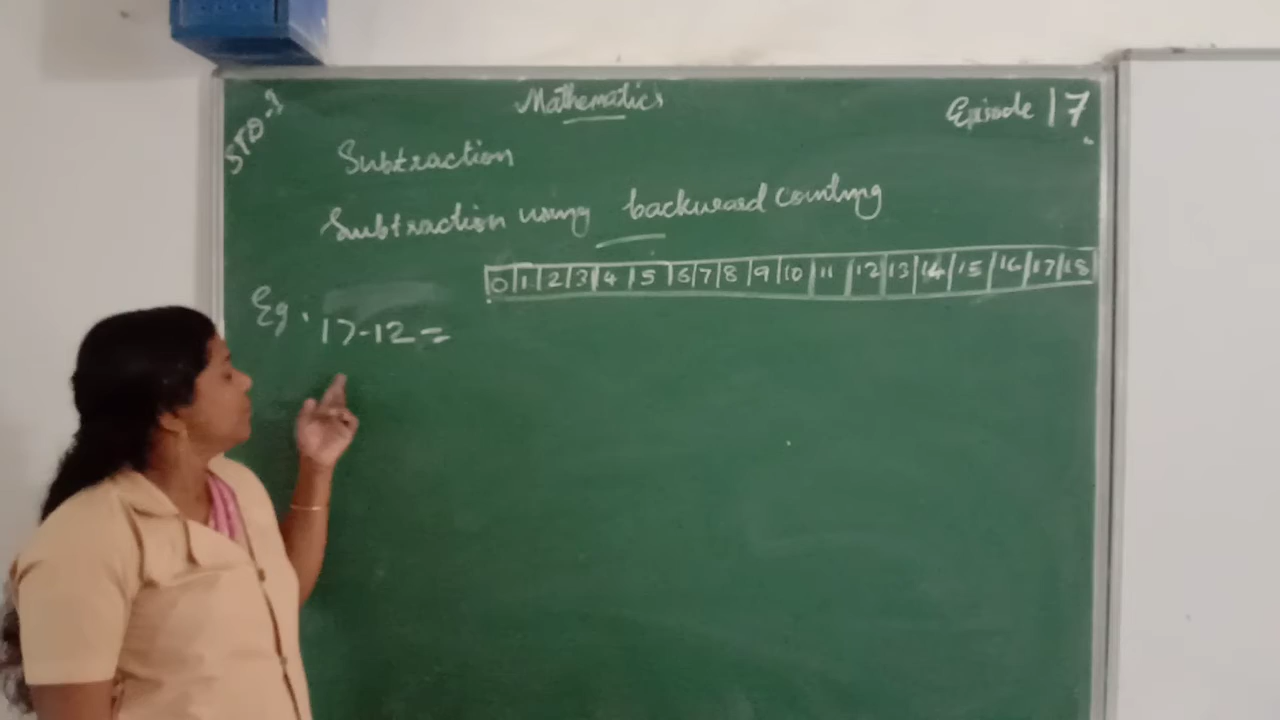 STD-1
Mathematics
Episode 17
Subtraction
Subtraction using backward counting
0 1 2 3 4 5 6 7 8 9 10 11 12 13 14 15 16 17 18
Eg. 17-12=